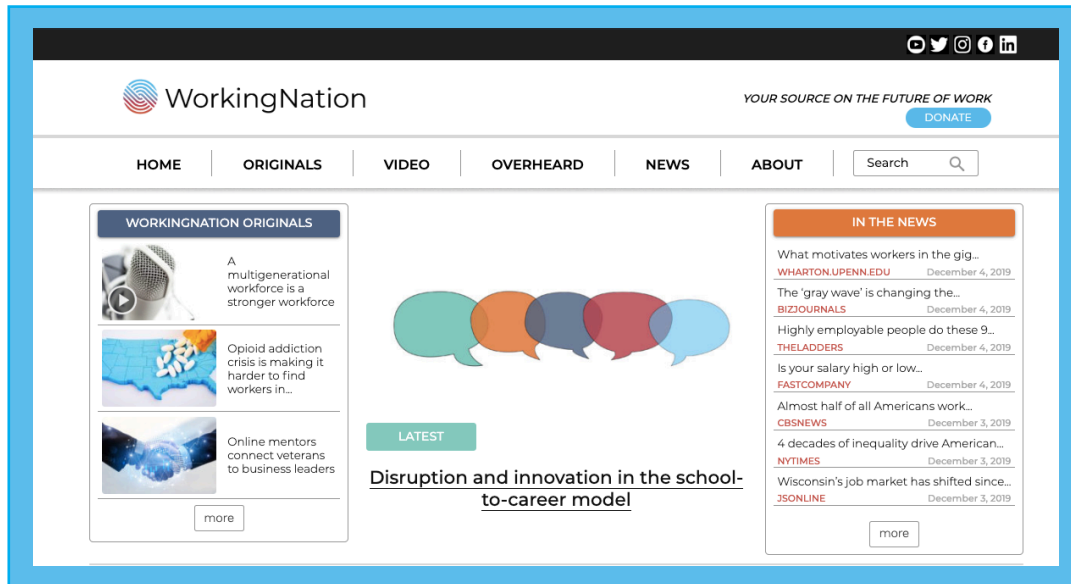 WorkingNation
YOUR SOURCE ON THE FUTURE OF WORK
DONATE
HOME
ORIGINALS
VIDEO
OVERHEARD
NEWS
ABOUT
Search
WORKINGNATION ORIGINALS
A
multigenerational
workforce is a
stronger workforce
Opioid addiction
crisis is making it
harder to find
workers in...
Online mentors
connect veterans
to business leaders
more
LATEST
Disruption and innovation in the school-
to-career model
IN THE NEWS
What motivates workers in the gig...
WHARTON.UPENN.EDU December 4, 2019
The ‘gray wave’ is changing the...
BIZJOURNALS December 4, 2019
Highly employable people do these 9...
THELADDERS December 4, 2019
Is your salary high or low...
FASTCOMPANY December 4, 2019
Almost half of all Americans work...
CBSNEWS December 3, 2019
4 decades of inequality drive American...
NYTIMES December 3, 2019
Wisconsin’s job market has shifted since...
JSONLINE December 3, 2019
more